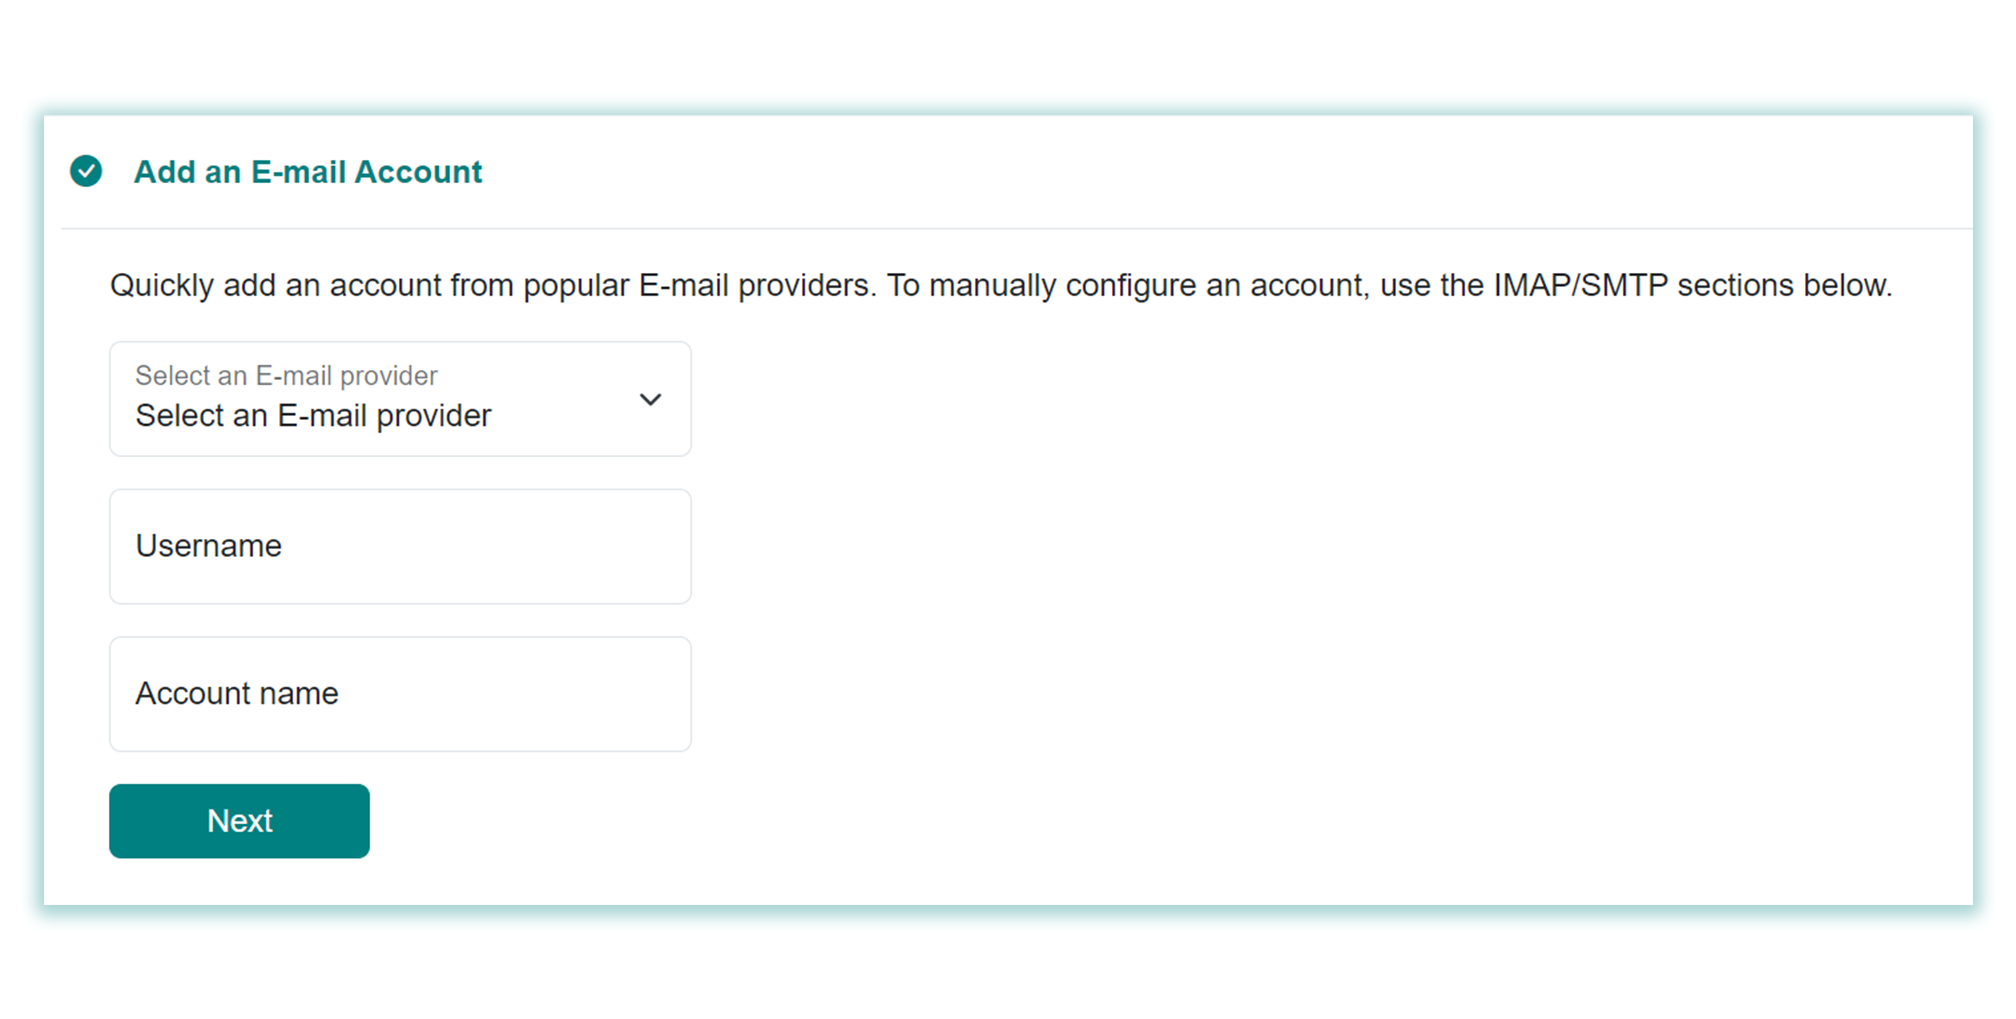 Add an E-mail Account
Quickly add an account from popular E-mail providers. To manually configure an account, use the IMAP/SMTP sections below.
Select an E-mail provider
Select an E-mail provider
Username
Account name
Next